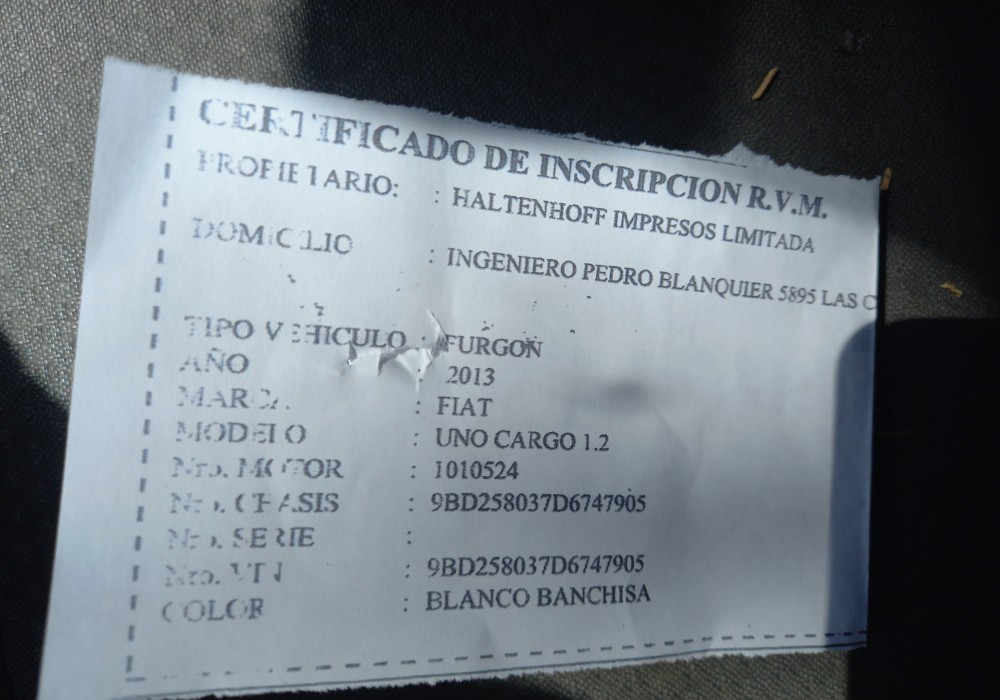 CERTIFICADO DE INSCRIPCION R.V.M.
PROPIETARIO: : HALTENHOFF IMPRESOS LIMITADA
DOMICILIO : INGENIERO PEDRO BLANQUIER 5895 LAS C
TIPO VEHICULO : FURGON
AÑO : 2013
MARCA : FIAT
MODELO : UNO CARGO 1.2
Nro. MOTOR : 1010524
Nro. CHASIS : 9BD258037D6747905
Nro. SERIE :
Nro. VIN : 9BD258037D6747905
COLOR : BLANCO BANCHISA